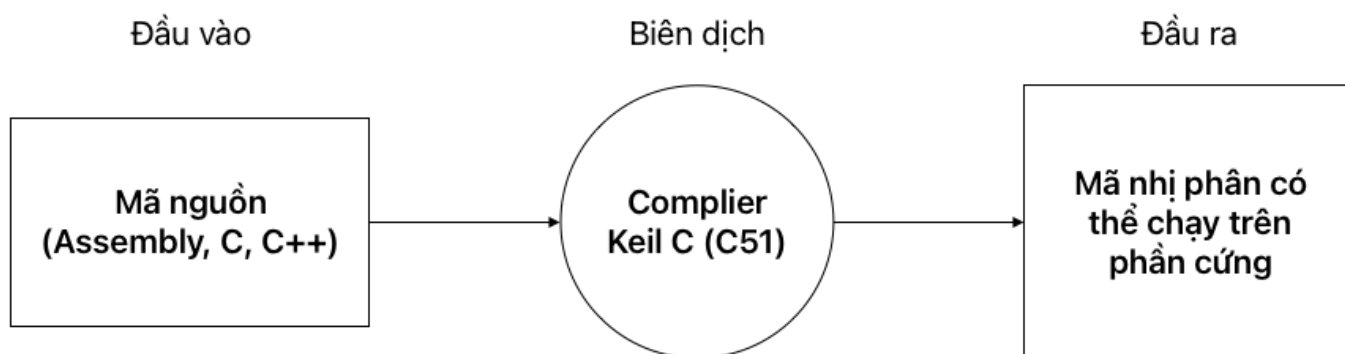 Đầu vào
Biên dịch
Đầu ra
Mã nguồn
(Assembly, C, C++)
Complier
Keil C (C51)
Mã nhị phân có
thể chạy trên
phần cứng